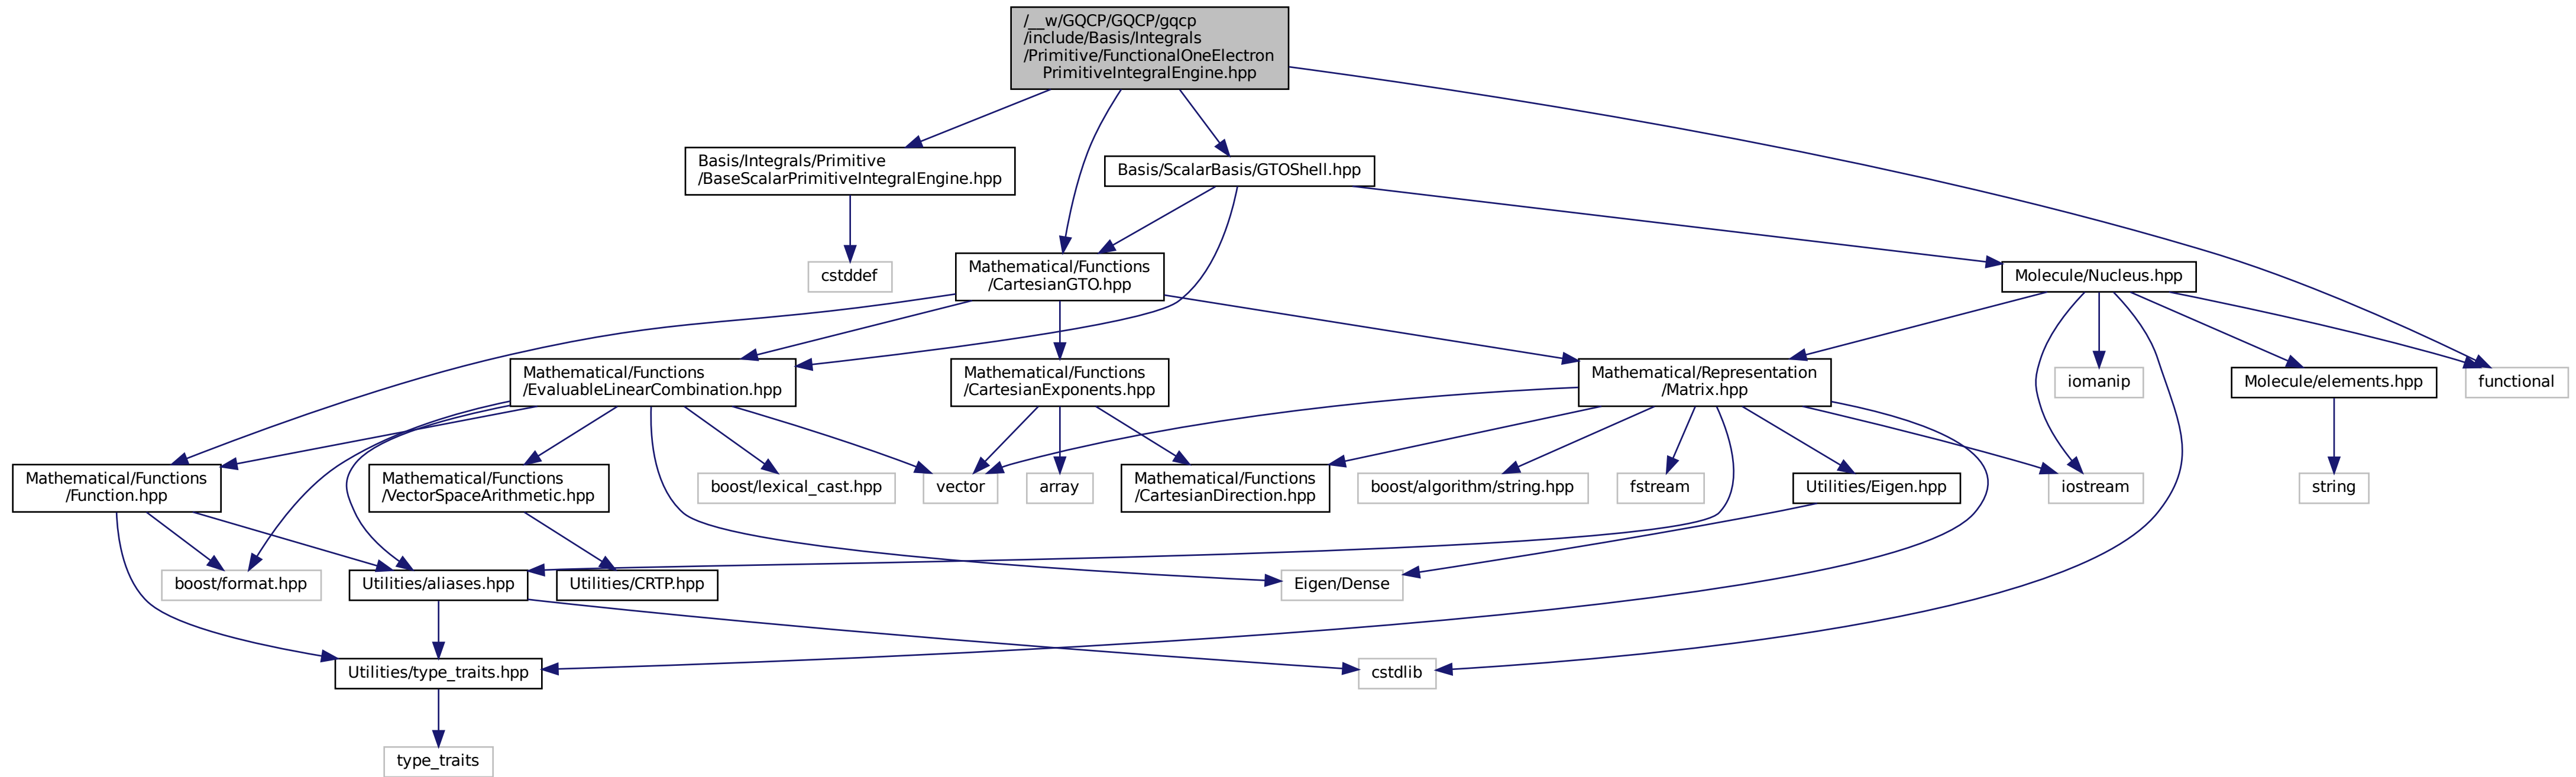 /__w/GQCP/GQCP/gqcp
/include/Basis/Integrals
/Primitive/FunctionalOneElectron
PrimitiveIntegralEngine.hpp
Basis/Integrals/Primitive
/BaseScalarPrimitiveIntegralEngine.hpp
Basis/ScalarBasis/GTOShell.hpp
cstddef
Mathematical/Functions
/CartesianGTO.hpp
Molecule/Nucleus.hpp
Mathematical/Functions
/EvaluableLinearCombination.hpp
Mathematical/Functions
/CartesianExponents.hpp
Mathematical/Representation
/Matrix.hpp
iomanip
Molecule/elements.hpp
functional
Mathematical/Functions
/Function.hpp
Mathematical/Functions
/VectorSpaceArithmetic.hpp
boost/lexical_cast.hpp
vector
array
Mathematical/Functions
/CartesianDirection.hpp
boost/algorithm/string.hpp
fstream
Utilities/Eigen.hpp
iostream
string
boost/format.hpp
Utilities/aliases.hpp
Utilities/CRTP.hpp
Eigen/Dense
Utilities/type_traits.hpp
cstdlib
type_traits